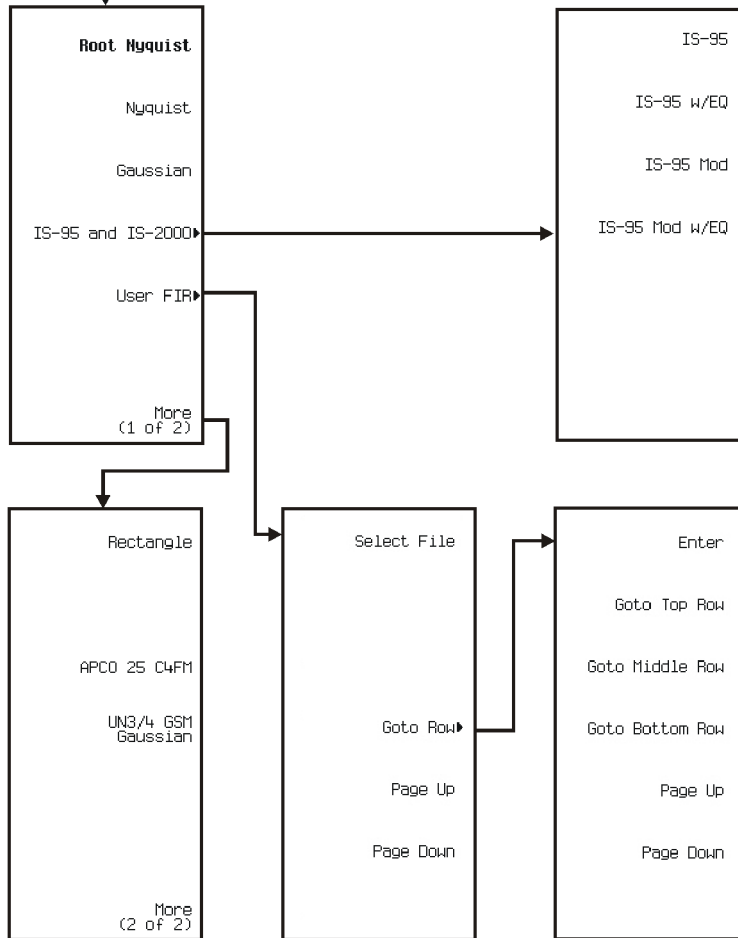 Root Nyquist
Nyquist
Gaussian
IS-95 and IS-2000
User FIR
More
(1 of 2)
IS-95
IS-95 w/EQ
IS-95 Mod
IS-95 Mod w/EQ
Rectangle
APCO 25 C4FM
UN3/4 GSM
Gaussian
More
(2 of 2)
Select File
Goto Row
Page Up
Page Down
Enter
Goto Top Row
Goto Middle Row
Goto Bottom Row
Page Up
Page Down